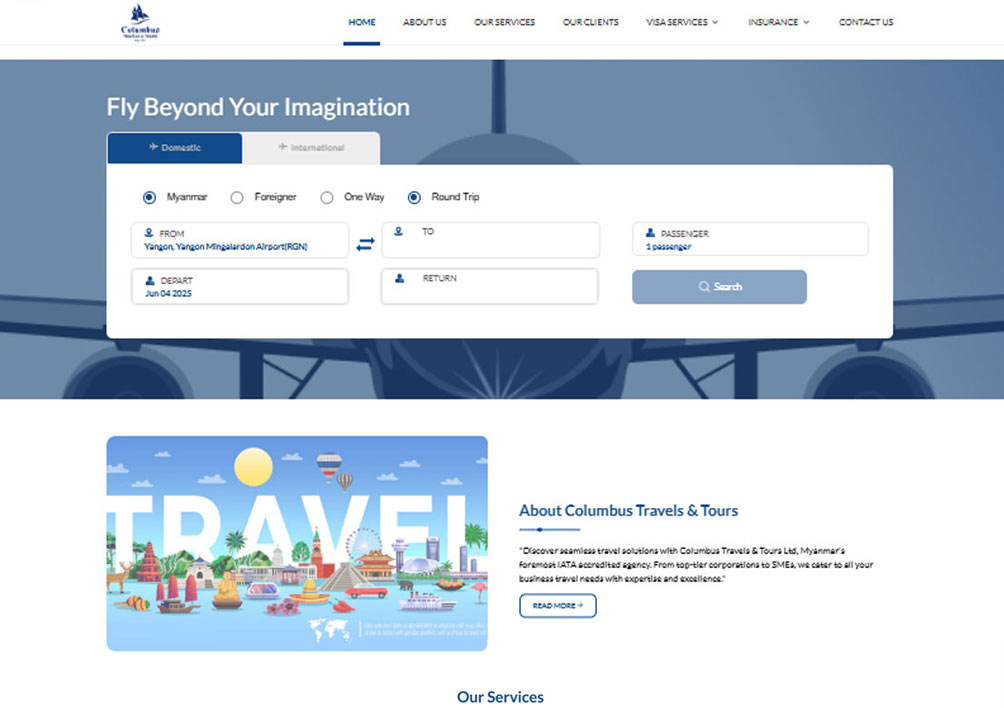 Columbus
HOME
ABOUT US
OUR SERVICES
OUR CLIENTS
VISA SERVICES
INSURANCE
CONTACT US
Fly Beyond Your Imagination
Domestic
International
Myanmar
Foreigner
One Way
Round Trip
FROM
Yangon, Yangon Mingalardon Airport(RGN)
TO
PASSENGER
1 passenger
DEPART
Jun 04 2025
RETURN
Search
TRAVEL
About Columbus Travels & Tours
"Discover seamless travel solutions with Columbus Travels & Tours Ltd, Myanmar's
foremost IATA accredited agency. From top-tier corporations to SMEs, we cater to all your
business travel needs with expertise and excellence."
READ MORE
Our Services